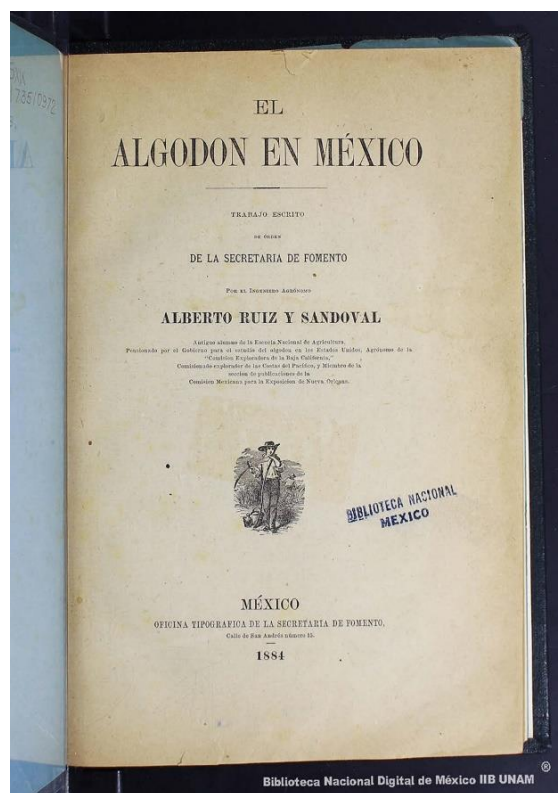 EL
ALGODON EN MÉXICO
TRABAJO ESCRITO
DE ÓRDEN
DE LA SECRETARIA DE FOMENTO
POR EL INGENIERO AGRÓNOMO
ALBERTO RUIZ Y SANDOVAL
Antiguo alumno de la Escuela Nacional de Agricultura,
Pensionado por el Gobierno para el estudio del algodon en los Estados Unidos, Agrónomo de la
"Comision Exploradora de la Baja California,"
Comisionado explorador de las Costas del Pacífico, y Miembro de la
seccion de publicaciones de la
Comision Mexicana para la Exposicion de Nueva Orleans.
BIBLIOTECA NACIONAL
MEXICO
MÉXICO
OFICINA TIPOGRAFICA DE LA SECRETARIA DE FOMENTO,
Calle de San Andrés número 15.
1884
Biblioteca Nacional Digital de México IIB UNAM ®